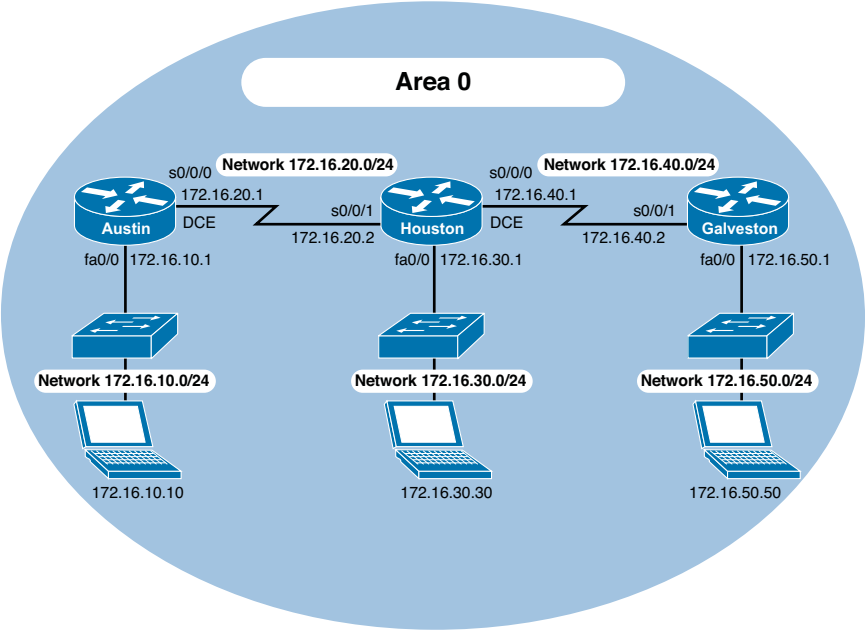 Area 0
Network 172.16.20.0/24
Network 172.16.40.0/24
s0/0/0
s0/0/0
172.16.20.1
172.16.40.1
s0/0/1
s0/0/1
Austin
DCE
Houston
DCE
Galveston
172.16.20.2
172.16.40.2
fa0/0
172.16.10.1
fa0/0
172.16.30.1
fa0/0
172.16.50.1
Network 172.16.10.0/24
Network 172.16.30.0/24
Network 172.16.50.0/24
172.16.10.10
172.16.30.30
172.16.50.50